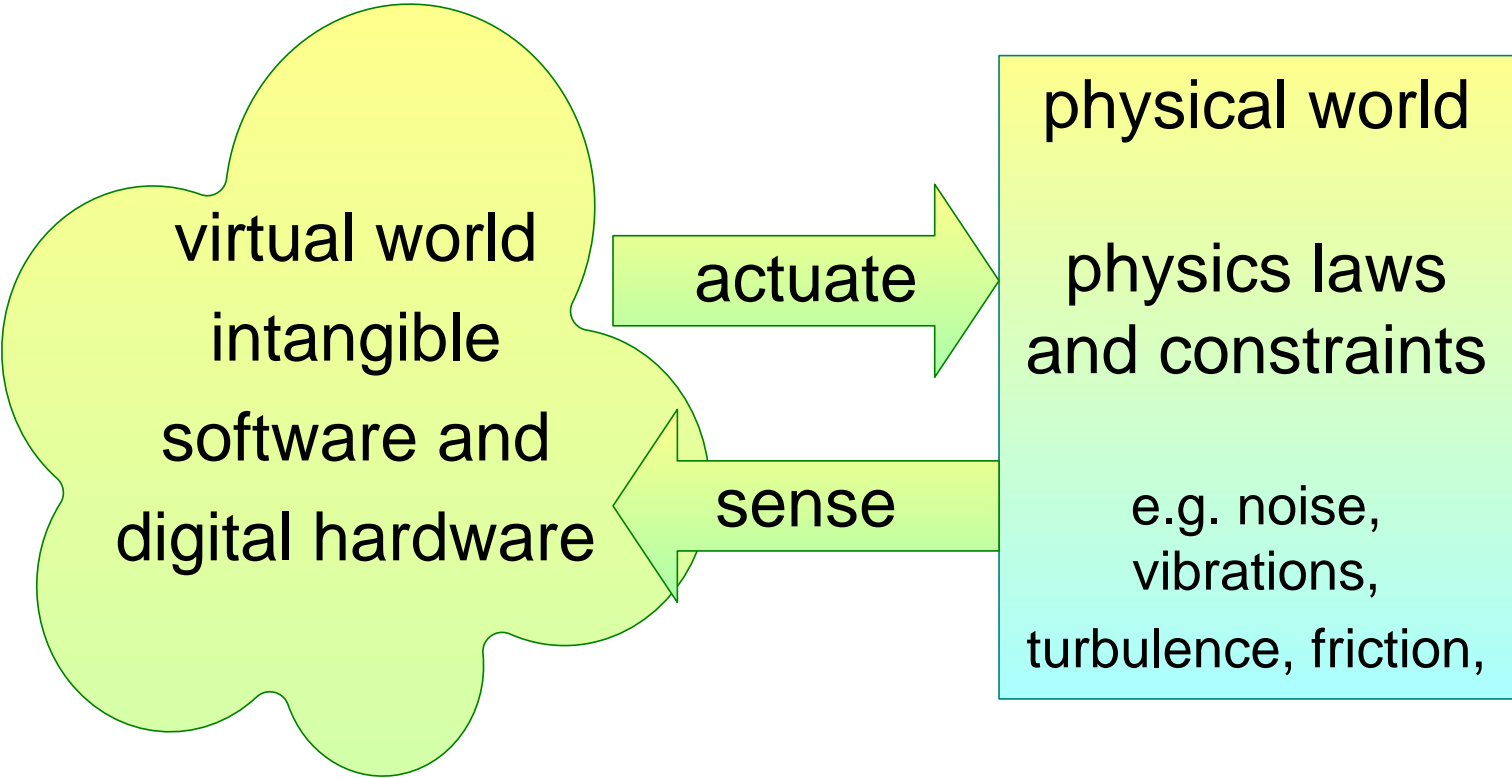 virtual world
intangible
software and
digital hardware
actuate
sense
physical world
physics laws
and constraints
e.g. noise,
vibrations,
turbulence, friction,